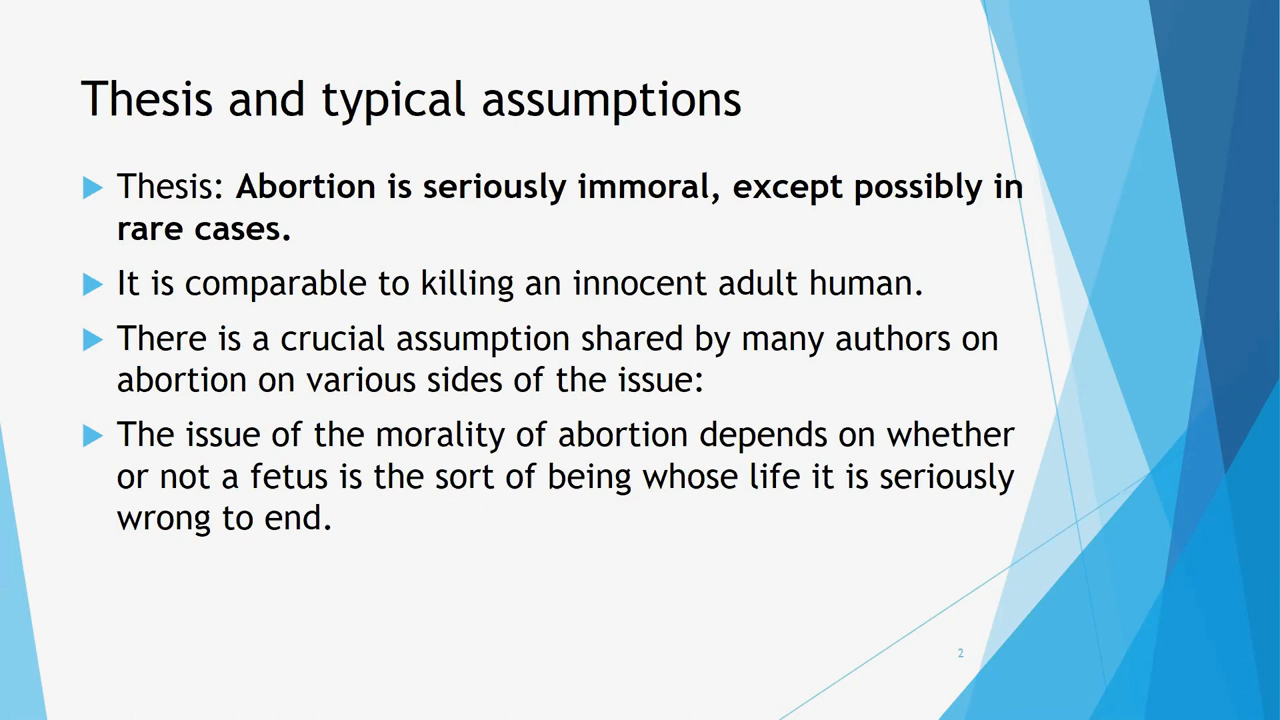 Thesis and typical assumptions
Thesis: Abortion is seriously immoral, except possibly in
rare cases.
It is comparable to killing an innocent adult human.
There is a crucial assumption shared by many authors on
abortion on various sides of the issue:
The issue of the morality of abortion depends on whether
or not a fetus is the sort of being whose life it is seriously
wrong to end.
2